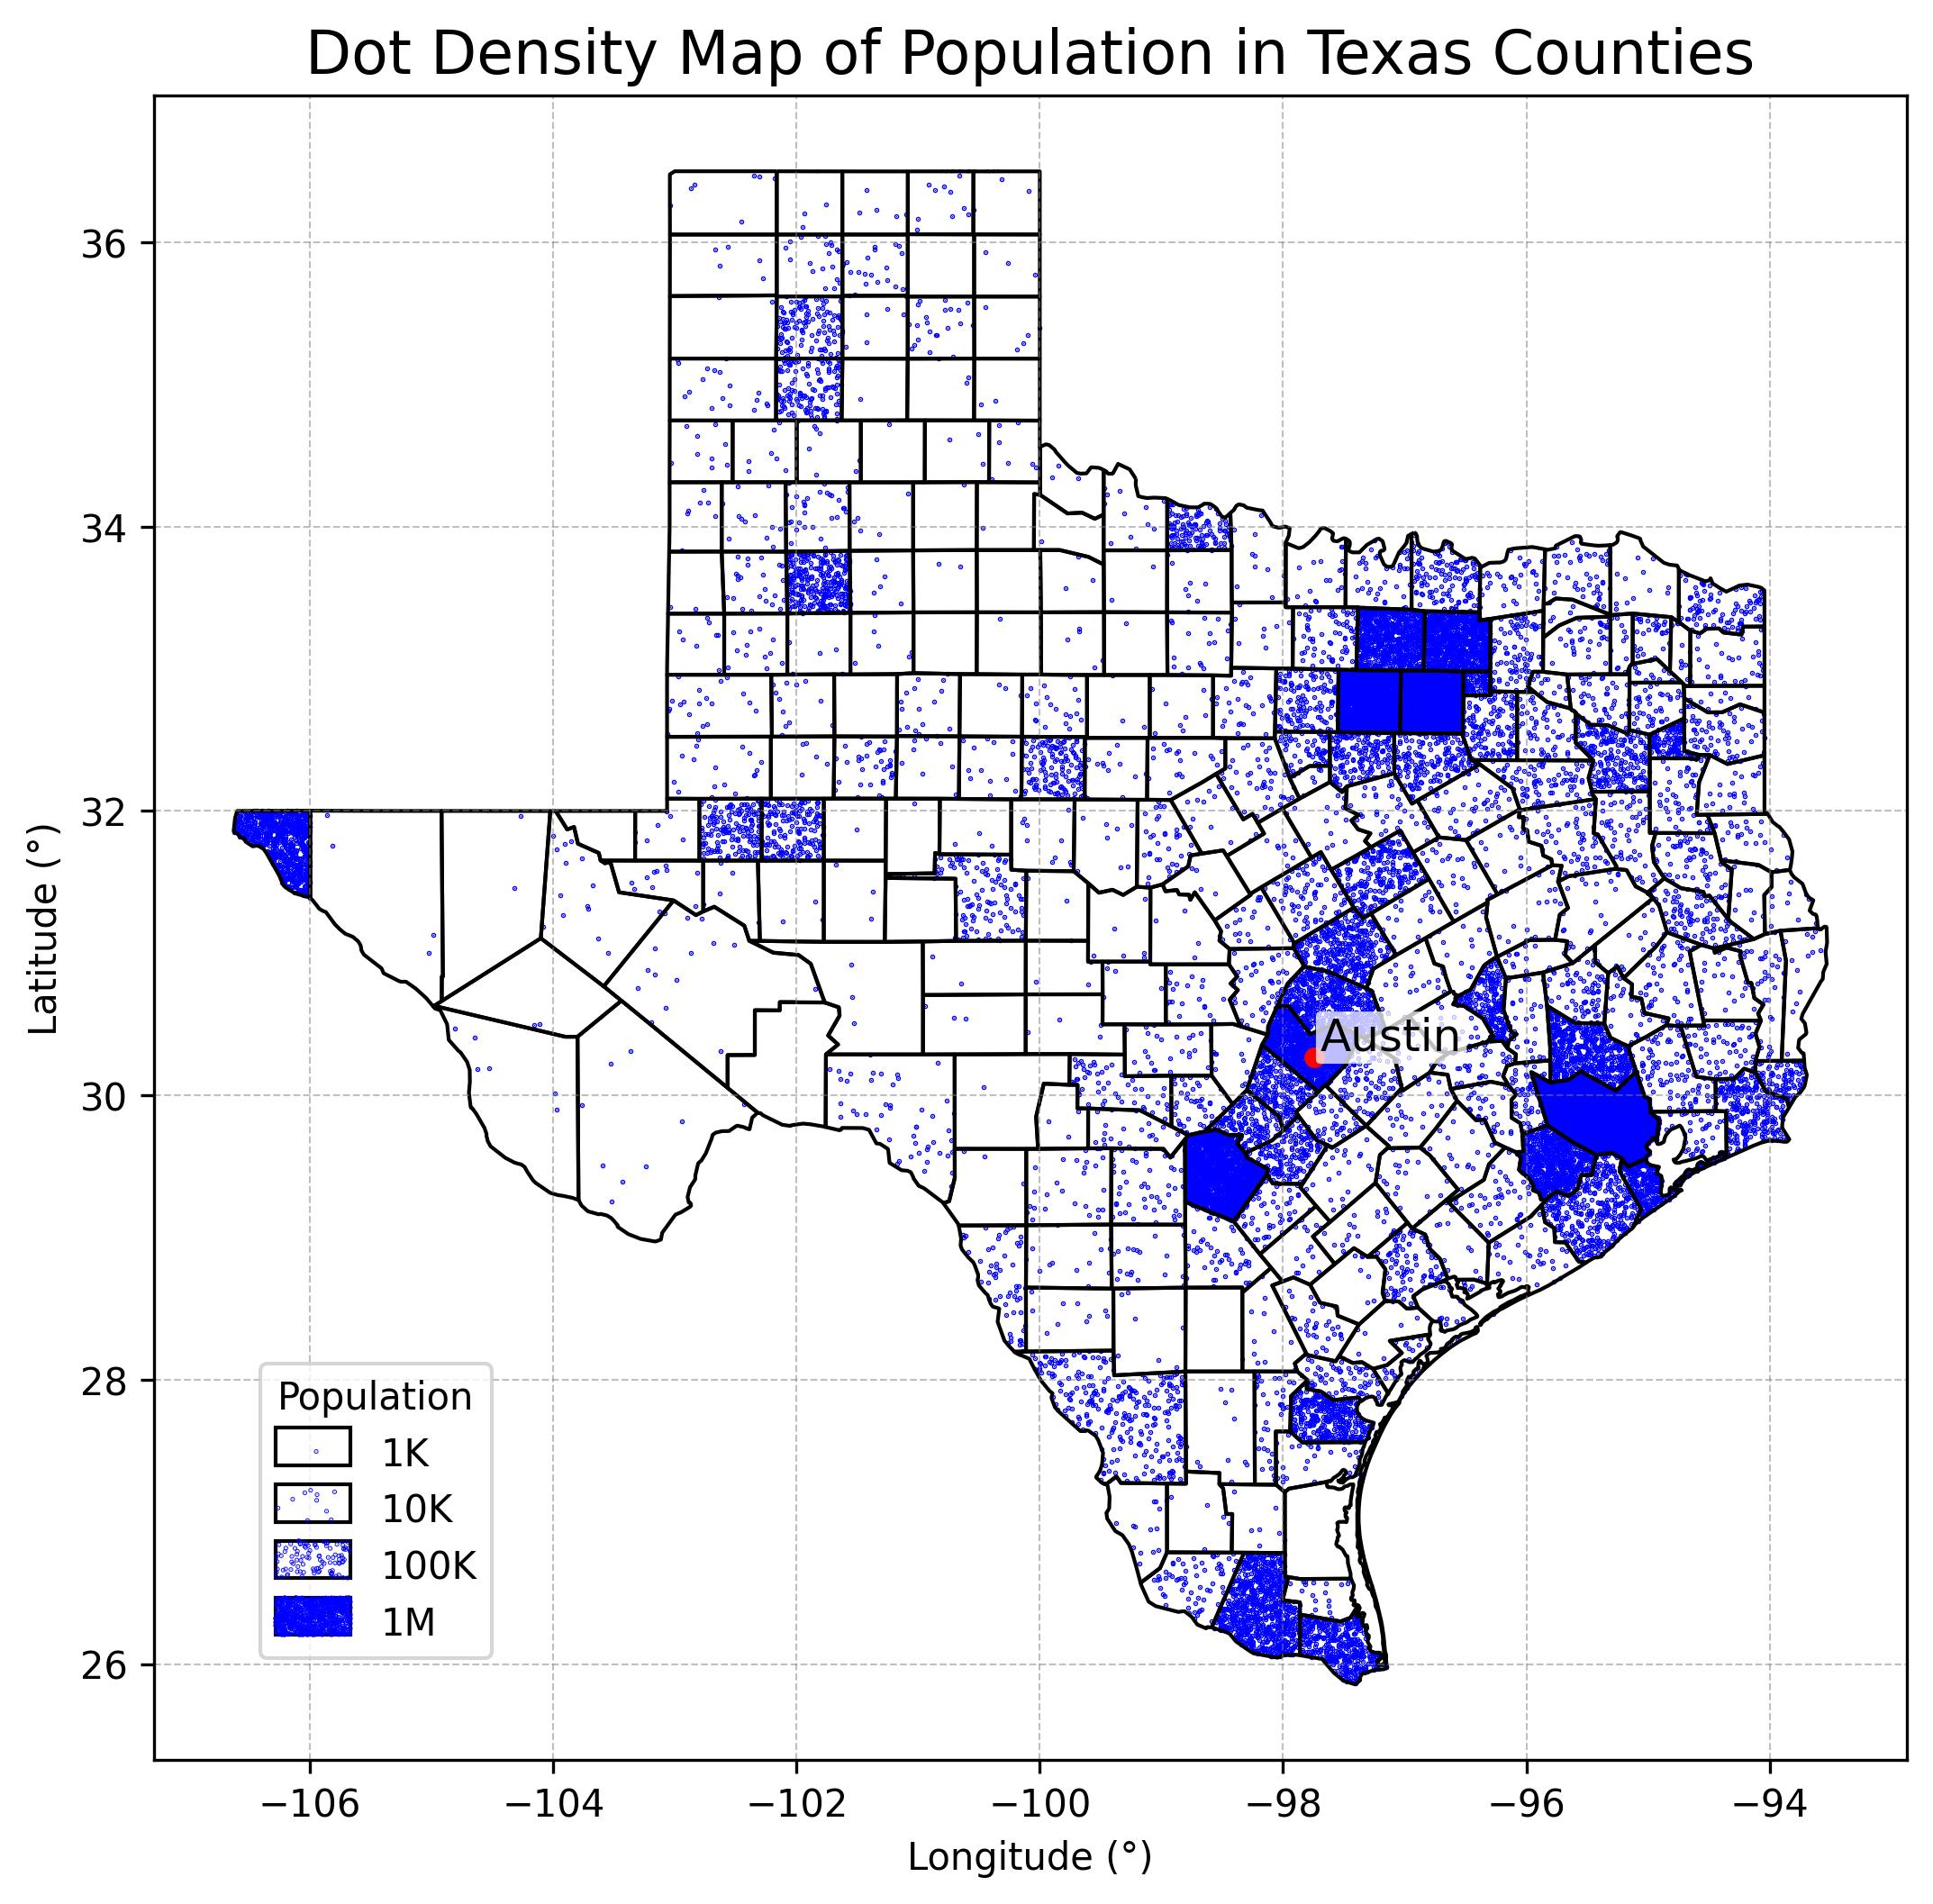 Dot Density Map of Population in Texas Counties
36
34
32
30
28
26
Latitude (°)
Austin
Population
1K
10K
100K
1M
−106
−104
−102
−100
−98
−96
−94
Longitude (°)